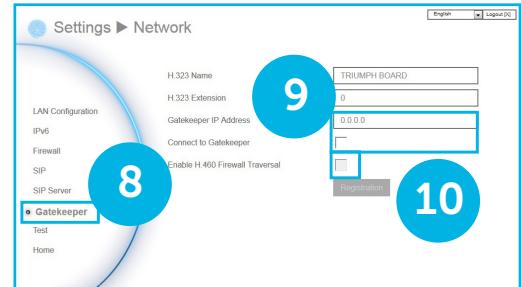 English Logout [X]
Settings ▶ Network
H.323 Name TRIUMPH BOARD
H.323 Extension 0
9
Gatekeeper IP Address 0.0.0.0
Connect to Gatekeeper
Enable H.460 Firewall Traversal
Registration
10
LAN Configuration
IPv6
Firewall
SIP
SIP Server
8
Gatekeeper
Test
Home